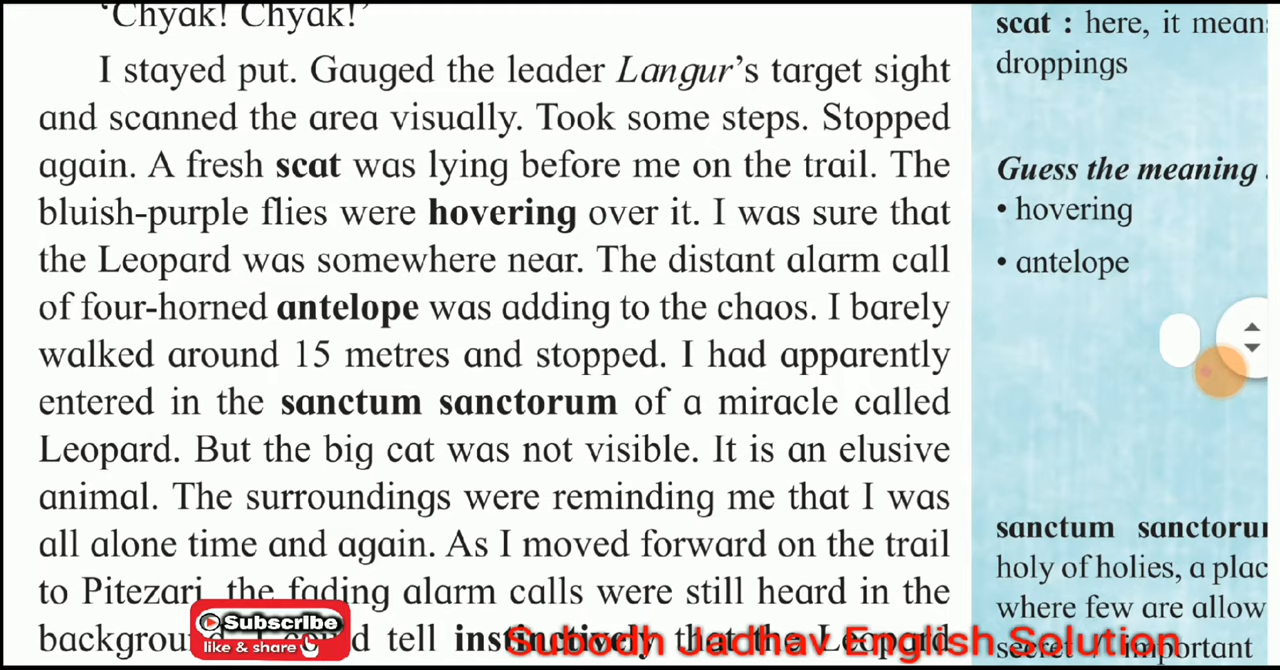 ‘Chyak! Chyak!’
I stayed put. Gauged the leader Langur’s target sight
and scanned the area visually. Took some steps. Stopped
again. A fresh scat was lying before me on the trail. The
bluish-purple flies were hovering over it. I was sure that
the Leopard was somewhere near. The distant alarm call
of four-horned antelope was adding to the chaos. I barely
walked around 15 metres and stopped. I had apparently
entered in the sanctum sanctorum of a miracle called
Leopard. But the big cat was not visible. It is an elusive
animal. The surroundings were reminding me that I was
all alone time and again. As I moved forward on the trail
to Pitezari, the fading alarm calls were still heard in the
tell instinctively that the Leopard
scat : here, it
droppings
Guess the meaning
• hovering
• antelope
sanctum
holy of holies, a
where few are
secret / important
Subscribe
like & share
Subodh Jadhav English Solution